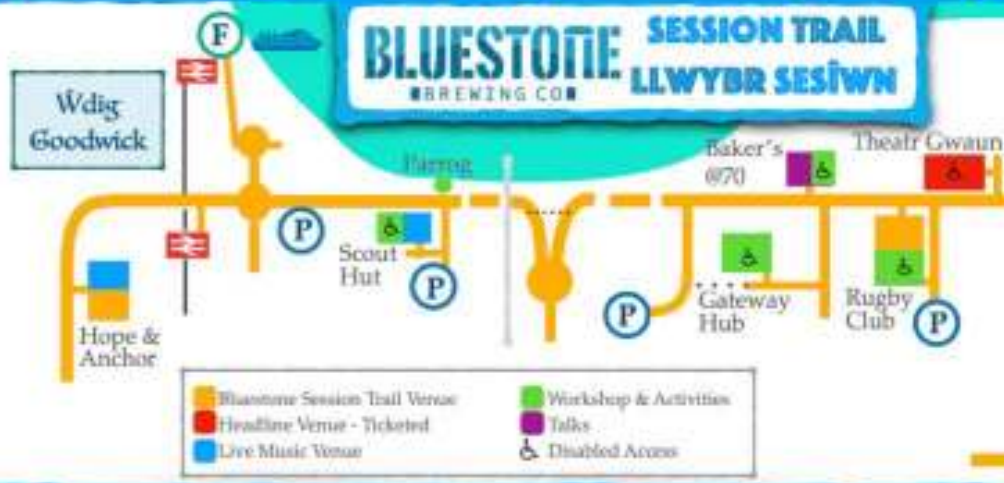 F
BLUESTONE
BREWING CO
SESSION TRAIL
LLWYBR SESIWN
Wdig
Goodwick
Parrog
Baker's
@70
Theatr Gwaun
P
Scout
Hut
P
Hope &
Anchor
P
Gateway
Hub
Rugby
Club
P
Bluestone Session Trail Venue
Headline Venue - Ticketed
Live Music Venue
Workshop & Activities
Talks
Disabled Access